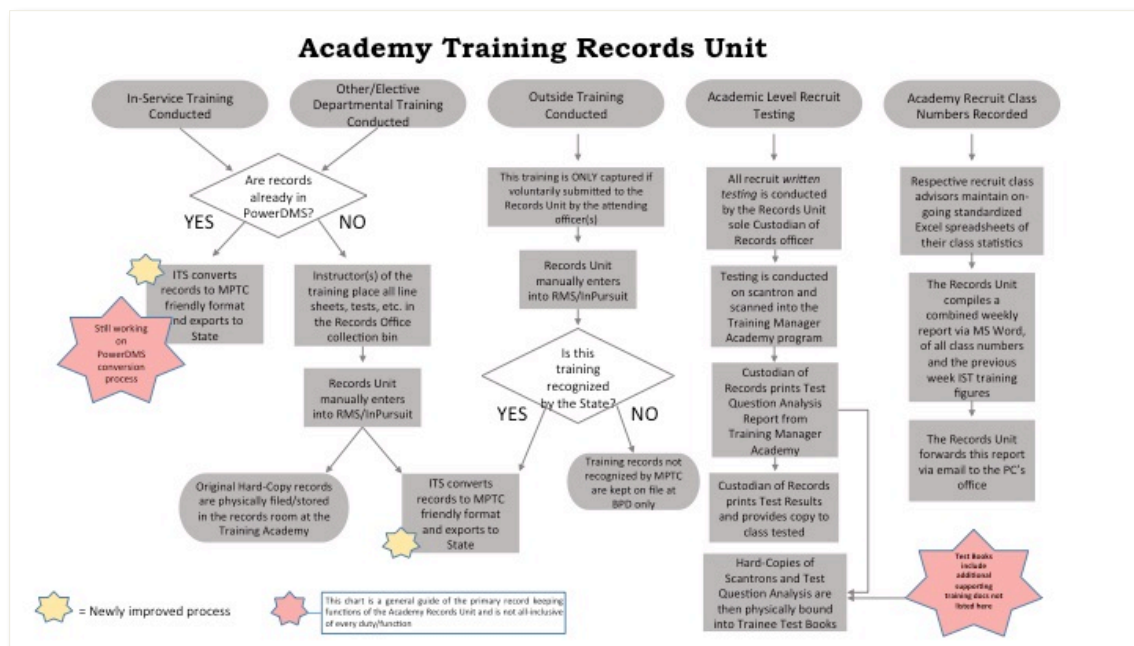 Academy Training Records Unit
In-Service Training
Conducted
Other/Elective
Departmental Training
Conducted
Outside Training
Conducted
Academic Level Recruit
Testing
Academy Recruit Class
Numbers Recorded
Are records
already in
PowerDMS?
YES
NO
ITS converts
records to MPTC
friendly format
and exports to
State
Still working
on
PowerDMS
conversion
process
Instructor(s) of the
training place all line
sheets, tests, etc. in
the Records Office
collection bin
Records Unit
manually enters
into RMS/InPursuit
Original Hard-Copy records
are physically filed/stored
in the records room at the
Training Academy
ITS converts
records to MPTC
friendly format
and exports to
State
This training is ONLY captured if
voluntarily submitted to the
Records Unit by the attending
officer(s)
Records Unit
manually enters
into RMS/InPursuit
Is this
training
recognized
by the State?
YES
NO
Training records not
recognized by MPTC
are kept on file at
BPD only
All recruit written
testing is conducted
by the Records Unit
sole Custodian of
Records officer
Testing is conducted
on scantron and
scanned into the
Training Manager
Academy program
Custodian of
Records prints Test
Question Analysis
Report from
Training Manager
Academy
Custodian of Records
prints Test Results
and provides copy to
class tested
Hard-Copies of
Scantrons and Test
Question Analysis are
then physically bound
into Trainee Test Books
Respective recruit class
advisors maintain on-
going standardized
Excel spreadsheets of
their class statistics
The Records Unit
compiles a
combined weekly
report via MS Word,
of all class numbers
and the previous
week IST training
figures
The Records Unit
forwards this report
via email to the PC's
office
Test Books
include
additional
supporting
training docs not
listed here
= Newly improved process
This chart is a general guide of the primary record keeping
functions of the Academy Records Unit and is not all-inclusive
of every duty/function